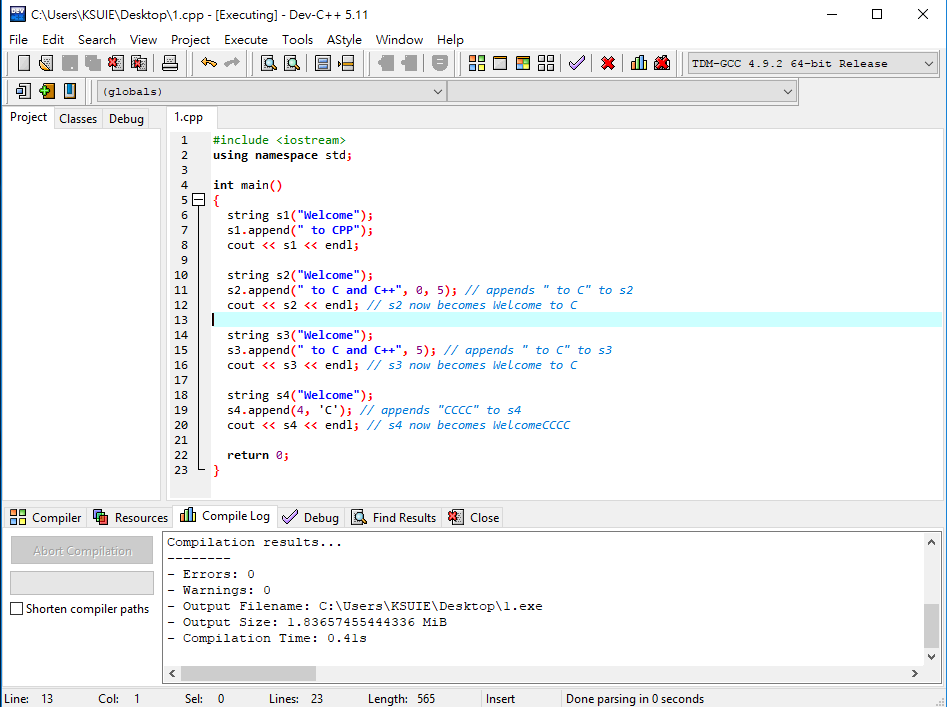 C:\Users\KSUIE\Desktop\1.cpp - [Executing] - Dev-C++ 5.11
File Edit Search View Project Execute Tools AStyle Window Help
TDM-GCC 4.9.2 64-bit Release
(globals)
Project Classes Debug
1.cpp
1 #include <iostream>
2 using namespace std;
3
4 int main()
5 {
6 string s1("Welcome");
7 s1.append(" to CPP");
8 cout << s1 << endl;
9
10 string s2("Welcome");
11 s2.append(" to C and C++", 0, 5); // appends " to C" to s2
12 cout << s2 << endl; // s2 now becomes Welcome to C
13
14 string s3("Welcome");
15 s3.append(" to C and C++", 5); // appends " to C" to s3
16 cout << s3 << endl; // s3 now becomes Welcome to C
17
18 string s4("Welcome");
19 s4.append(4, 'C'); // appends "CCCC" to s4
20 cout << s4 << endl; // s4 now becomes WelcomeCCCC
21
22 return 0;
23 }
Compiler Resources Compile Log Debug Find Results Close
Abort Compilation
Shorten compiler paths
Compilation results...
--------
- Errors: 0
- Warnings: 0
- Output Filename: C:\Users\KSUIE\Desktop\1.exe
- Output Size: 1.83657455444336 MiB
- Compilation Time: 0.41s
Line: 13 Col: 1 Sel: 0 Lines: 23 Length: 565 Insert Done parsing in 0 seconds